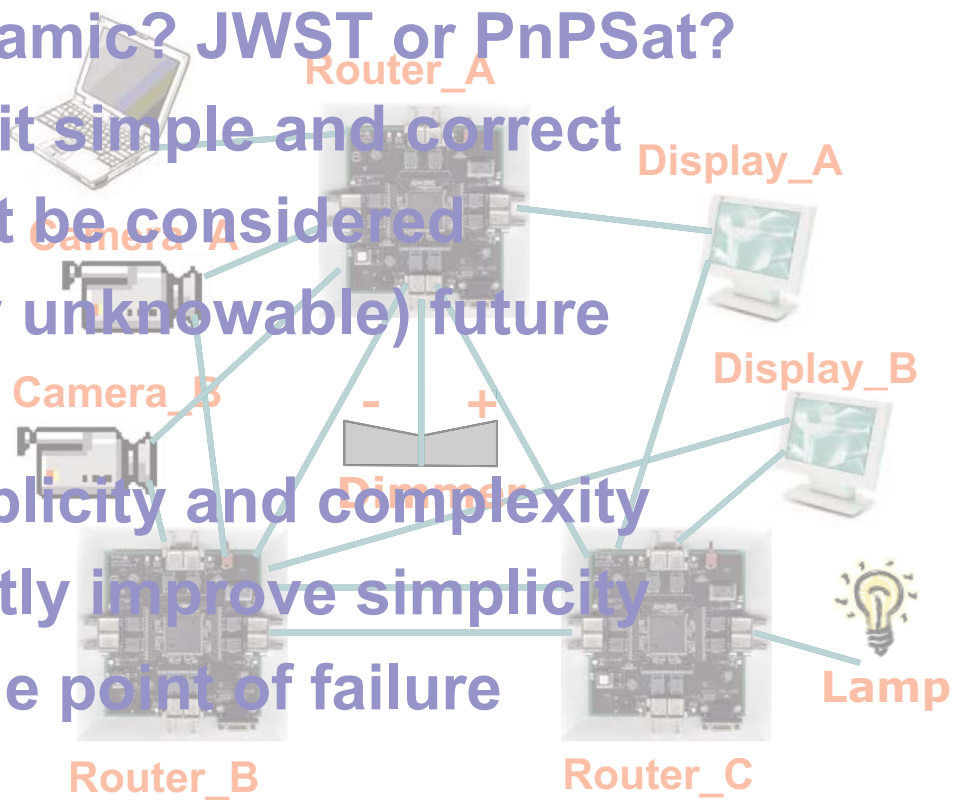 amic? JWST or PnPSat?
Router_A
it simple and correct
Display_A
t be considered
Camera_A
unknowable) future
Display_B
Camera_B
- +
plicity and complexity
Dimmer
tly improve simplicity
e point of failure
Lamp
Router_B
Router_C